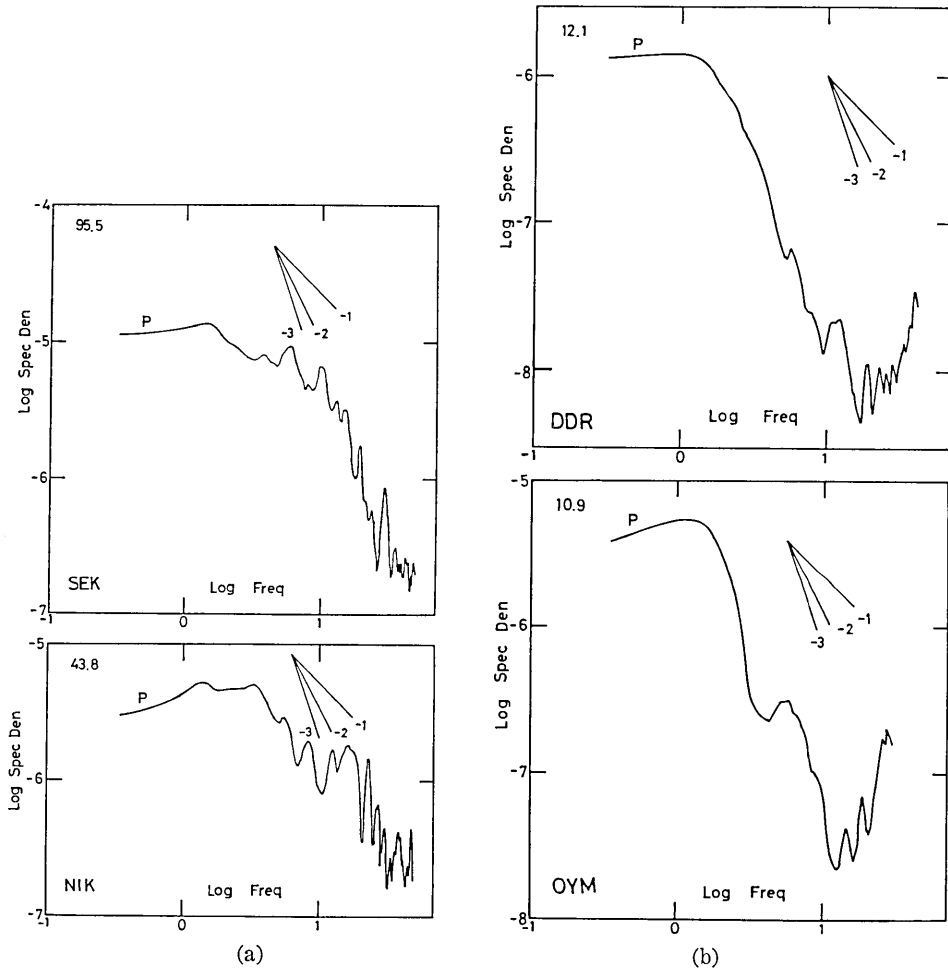 -4
95.5
P
-3
-2
-1
-5
Log Spec Den
-6
Log Freq
SEK
-7
0
1
-5
43.8
P
-3
-2
-1
-6
Log Spec Den
Log Freq
NIK
-7
-1
0
1
(a)
12.1
P
-6
-1
-2
-3
Log Spec Den
-7
-8
Log Freq
DDR
-1
0
1
-5
10.9
P
-1
-2
-3
-6
Log Spec Den
-7
Log Freq
OYM
-8
-1
0
1
(b)